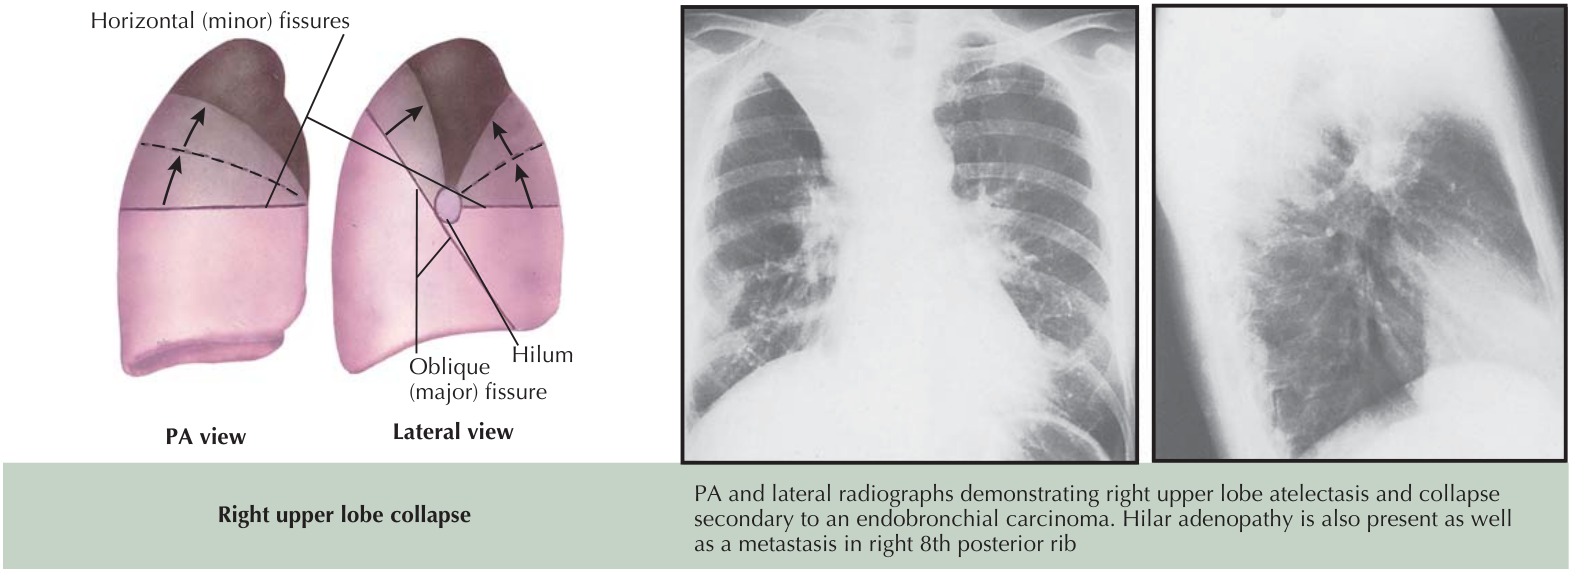 Horizontal (minor) fissures
Hilum
Oblique
(major) fissure
PA view
Lateral view
Right upper lobe collapse
PA and lateral radiographs demonstrating right upper lobe atelectasis and collapse
secondary to an endobronchial carcinoma. Hilar adenopathy is also present as well
as a metastasis in right 8th posterior rib